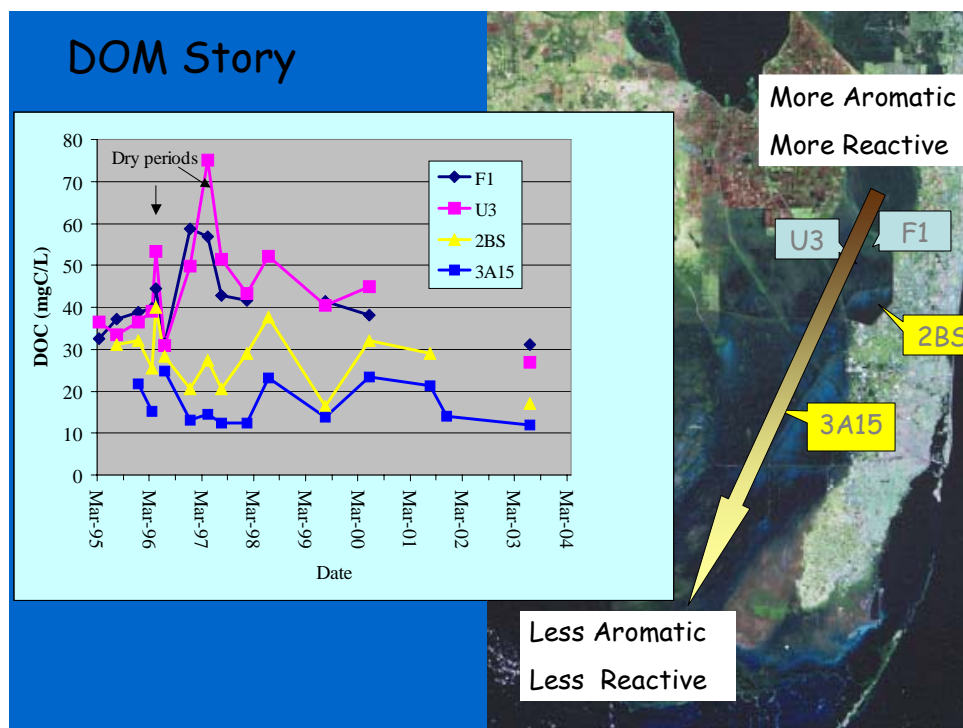 DOM Story
More Aromatic
More Reactive
80
70
60
50
40
30
20
10
0
DOC (mgC/L)
Dry periods
F1
U3
2BS
3A15
Mar-95
Mar-96
Mar-97
Mar-98
Mar-99
Mar-00
Mar-01
Mar-02
Mar-03
Mar-04
Date
U3
F1
2BS
3A15
Less Aromatic
Less Reactive